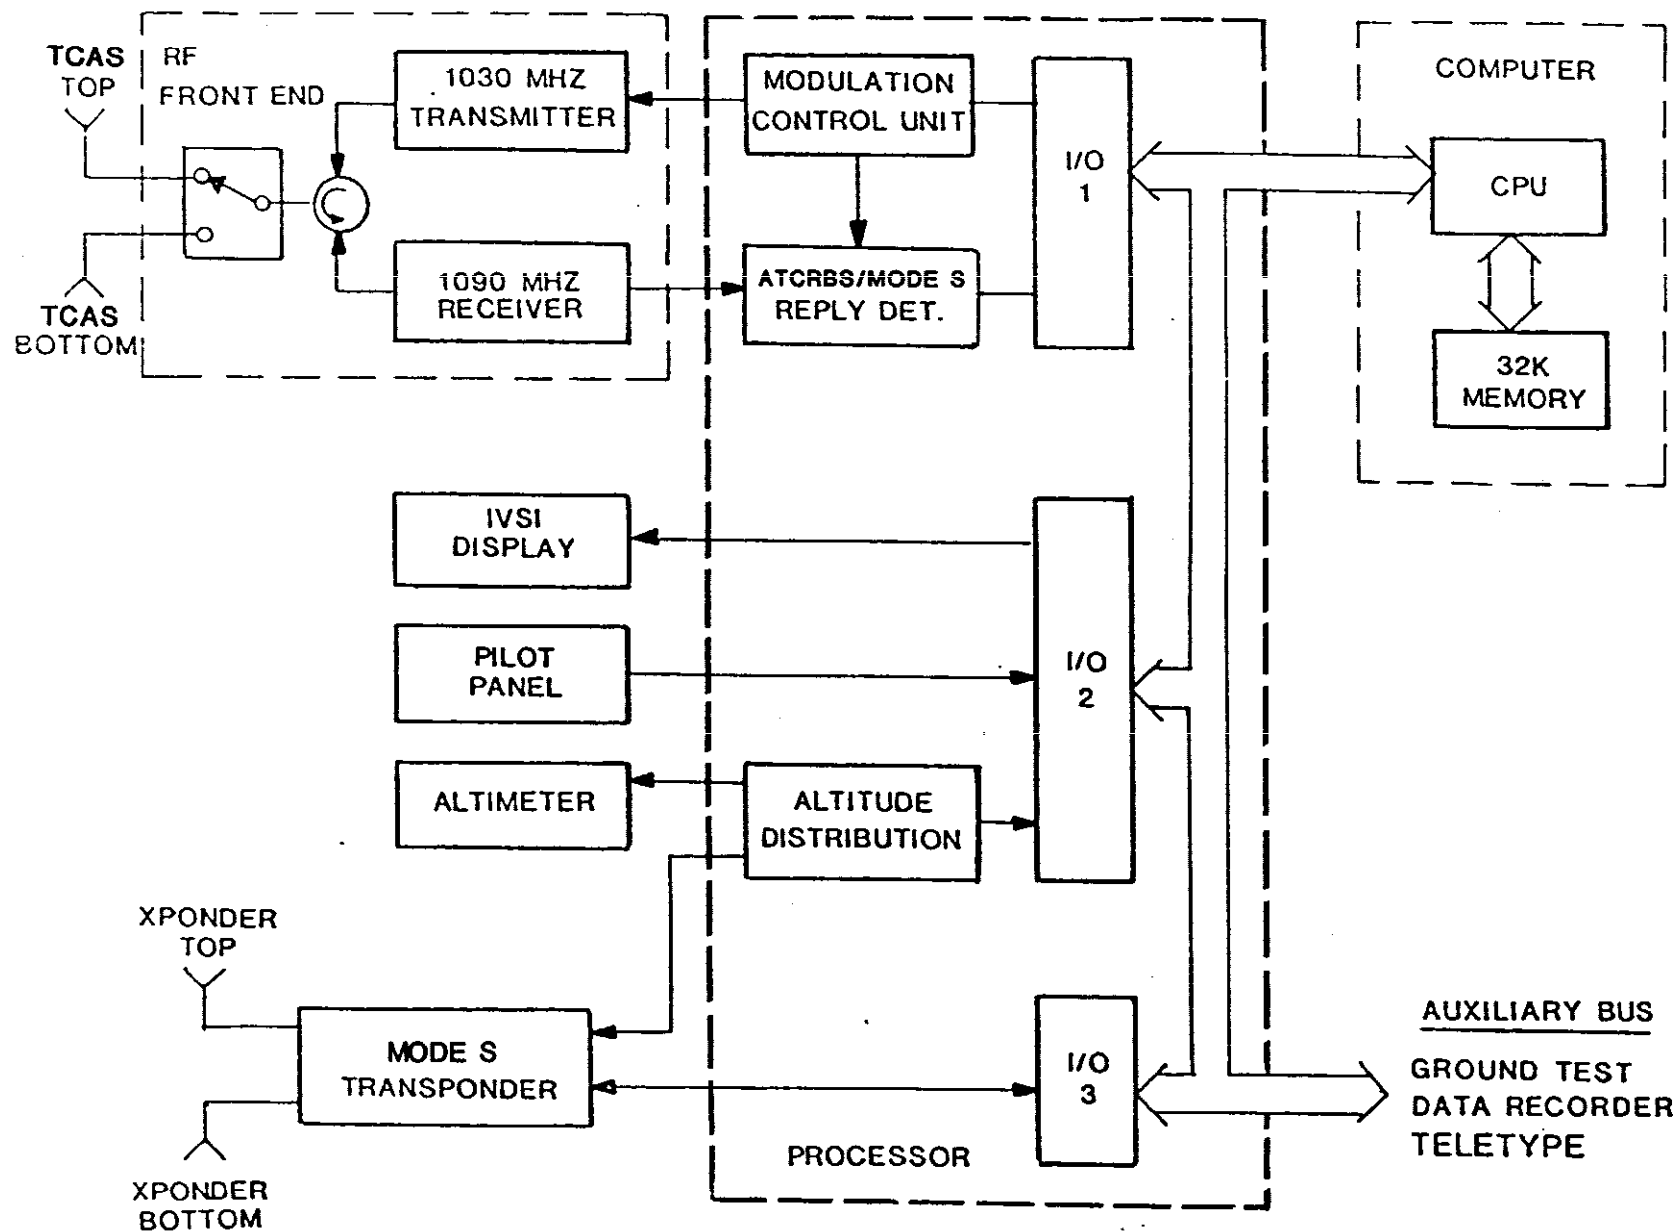 TCAS
TOP
RF
FRONT END
1030 MHZ
TRANSMITTER
MODULATION
CONTROL UNIT
I/O
1
COMPUTER
CPU
32K
MEMORY
TCAS
BOTTOM
1090 MHZ
RECEIVER
ATCRBS/MODE S
REPLY DET.
IVSI
DISPLAY
PILOT
PANEL
I/O
2
ALTIMETER
ALTITUDE
DISTRIBUTION
XPONDER
TOP
MODE S
TRANSPONDER
XPONDER
BOTTOM
I/O
3
PROCESSOR
AUXILIARY BUS
GROUND TEST
DATA RECORDER
TELETYPE